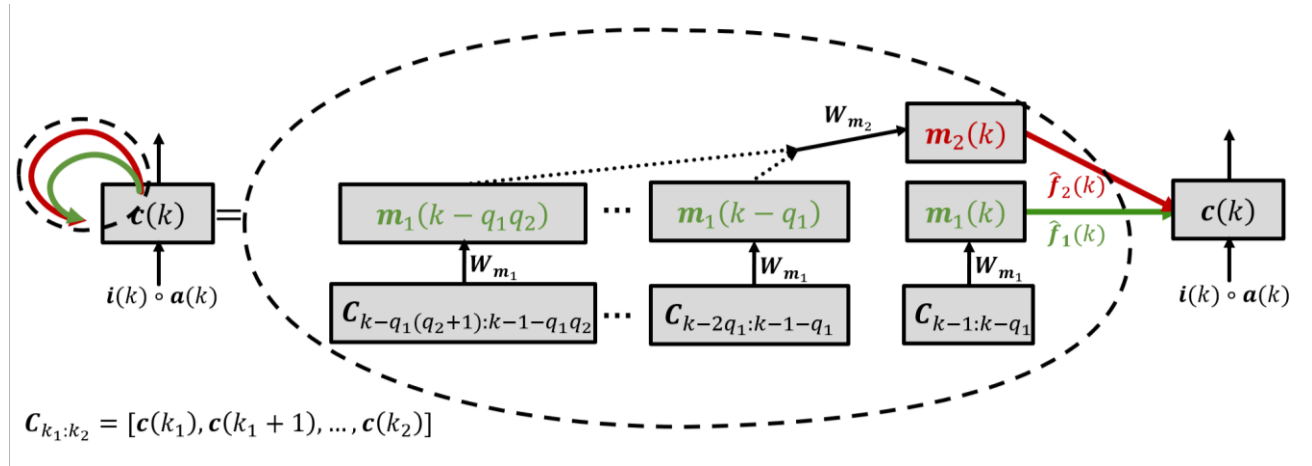 W_{m_2}
m_2(k)
f̂_2(k)
c(k) =
m_1(k − q_1q_2) ⋯ m_1(k − q_1) m_1(k) c(k)
f̂_1(k)
W_{m_1} W_{m_1} W_{m_1}
i(k) ∘ a(k) i(k) ∘ a(k)
C_{k−q_1(q_2+1):k−1−q_1q_2} ⋯ C_{k−2q_1:k−1−q_1} C_{k−1:k−q_1}
C_{k_1:k_2} = [c(k_1), c(k_1 + 1), …, c(k_2)]